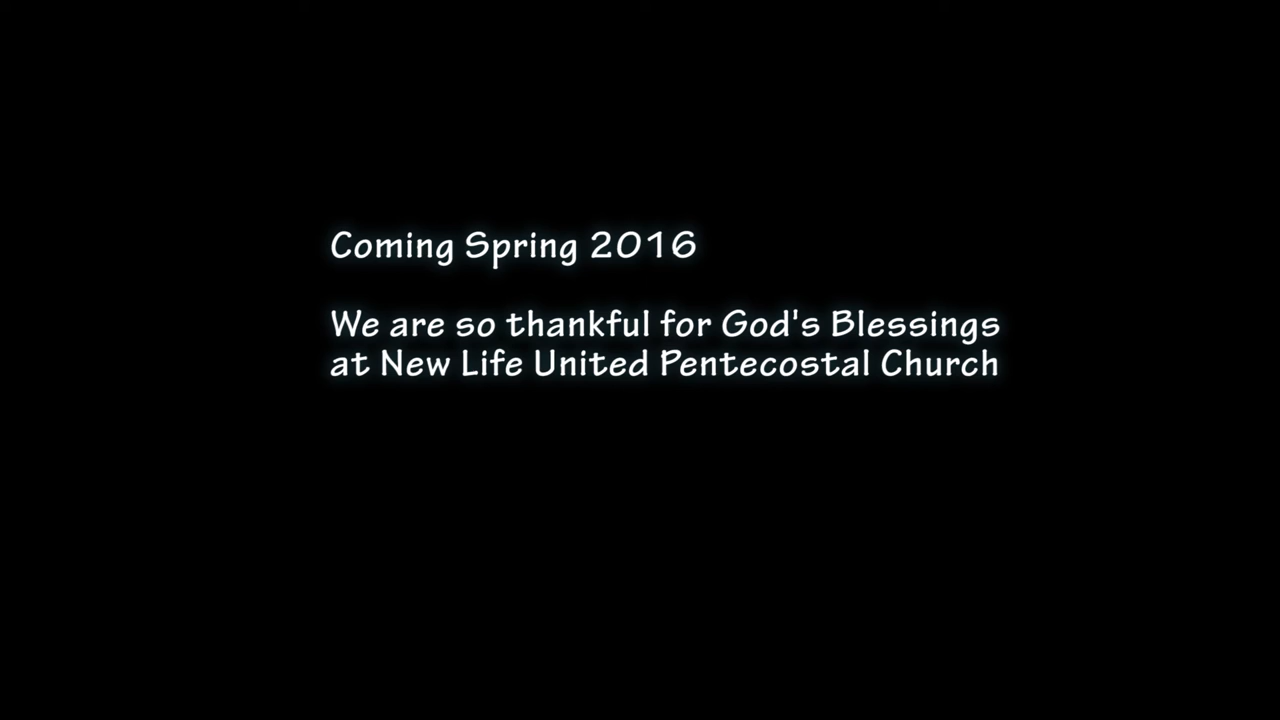 Coming Spring 2016
We are so thankful for God's Blessings
at New Life United Pentecostal Church